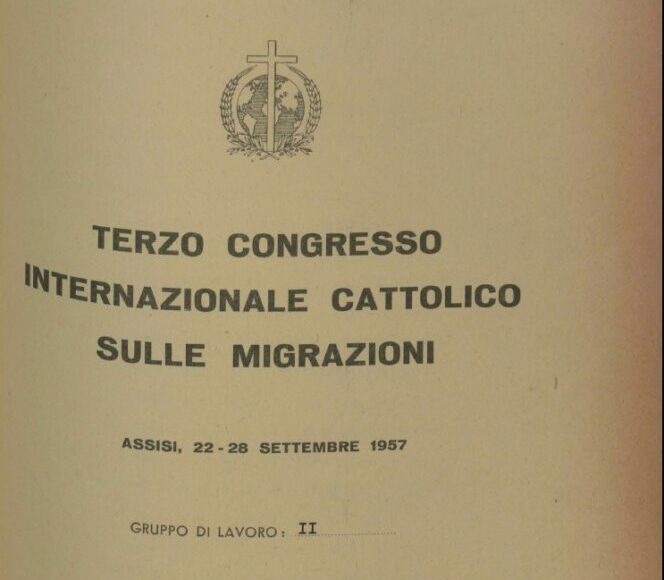 TERZO CONGRESSO
INTERNAZIONALE CATTOLICO
SULLE MIGRAZIONI
ASSISI, 22-28 SETTEMBRE 1957
GRUPPO DI LAVORO: II